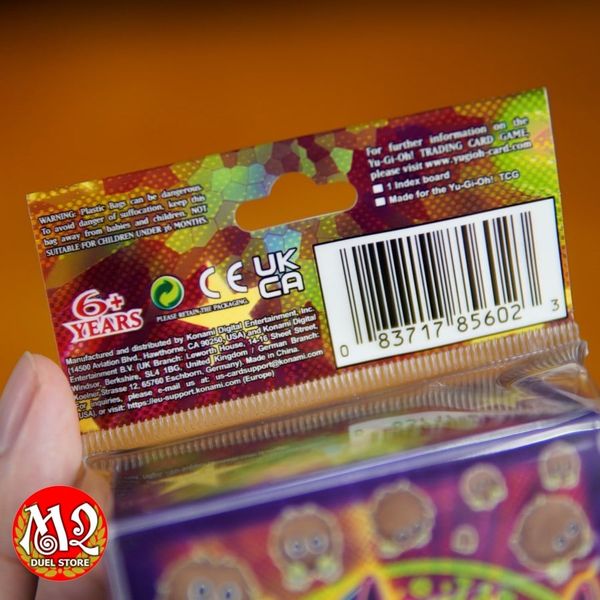 WARNING: Plastic Bags can be dangerous.
To avoid danger of suffocation, keep this
bag away from babies and children. NOT
SUITABLE FOR CHILDREN UNDER 36 MONTHS.
For further information on the
Yu-Gi-Oh! TRADING CARD GAME,
please visit www.yugioh-card.com
1 Index board
Made for the Yu-Gi-Oh! TCG
6+
YEARS
PLEASE RETAIN THE PACKAGING.
CE
UK
CA
0 83717 85602 3
Manufactured and distributed by Konami Digital Entertainment, Inc.
(14500 Aviation Blvd., Hawthorne, CA 90250, USA) and Konami Digital
Entertainment B.V. (UK Branch: Leworth House, 14-16 Sheet Street,
Windsor, Berkshire, SL4 1BG, United Kingdom / German Branch:
Koelner Strasse 12, 65760 Eschborn, Germany). Made in China.
For inquiries, please e-mail us at: us-cardsupport@konami.com
(USA), or visit: https://eu-support.konami.com (Europe)
M2
DUEL STORE